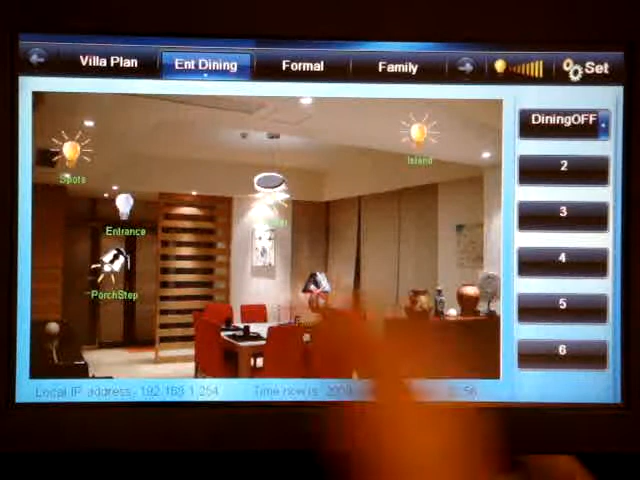 Villa Plan
Ent Dining
Formal
Family
Set
DiningOFF
2
3
4
5
6
Spots
Island
Entrance
PorchStep
Local IP address: 192.168.1.254
Time now is: